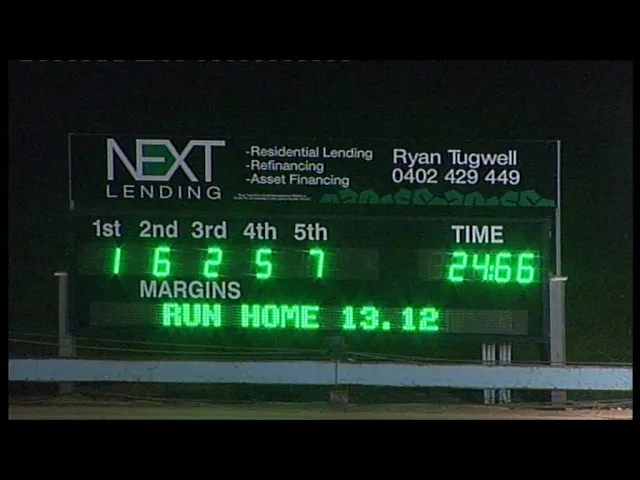 NEXT
LENDING
-Residential Lending
-Refinancing
-Asset Financing
Ryan Tugwell
0402 429 449
1st 2nd 3rd 4th 5th TIME
1 6 2 5 7 24:66
MARGINS
RUN HOME 13.12